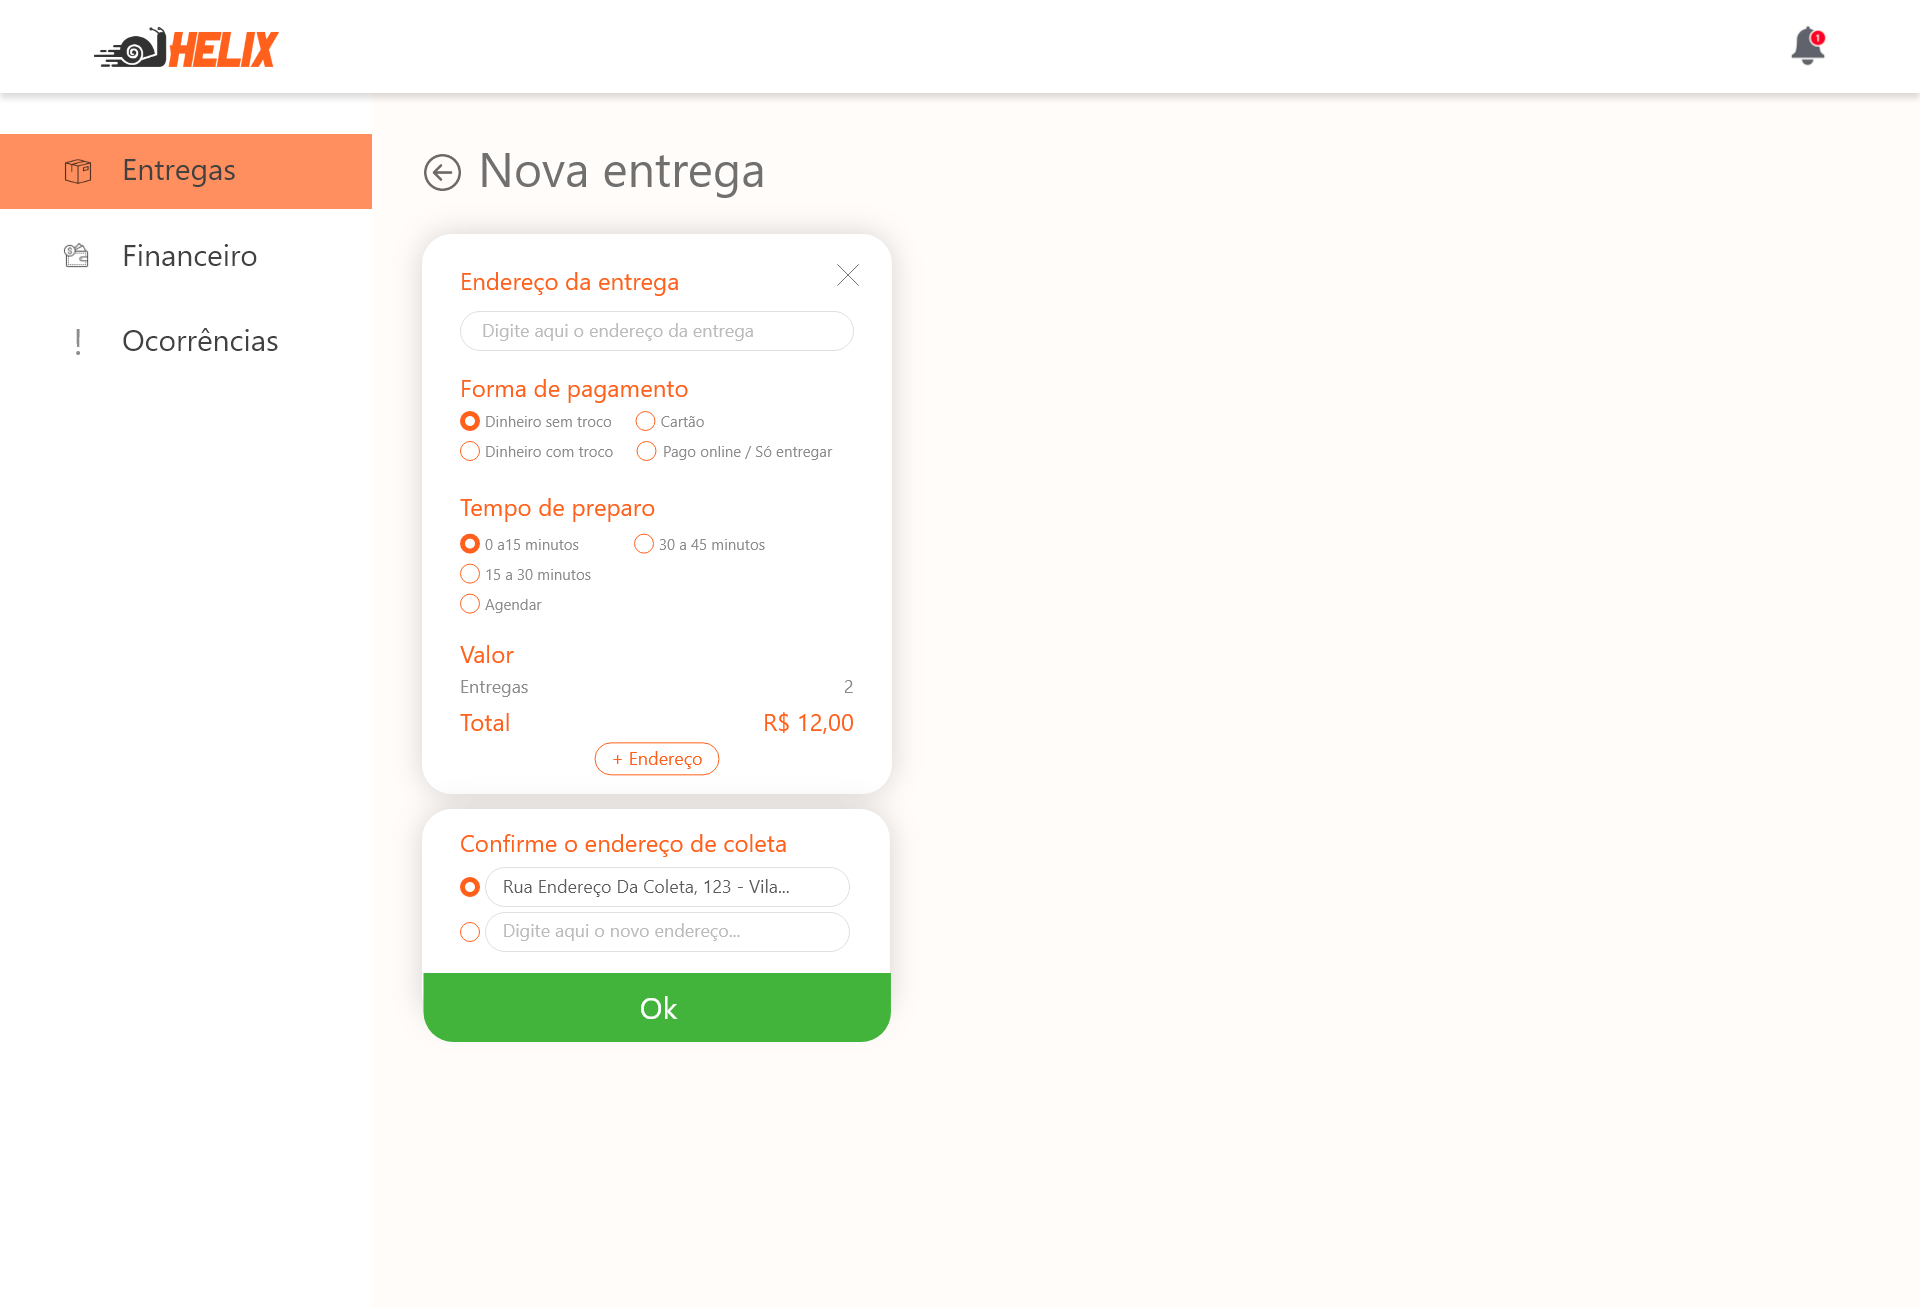 HELIX
1
Entregas
Financeiro
Ocorrências
Nova entrega
Endereço da entrega
Digite aqui o endereço da entrega
Forma de pagamento
Dinheiro sem troco
Cartão
Dinheiro com troco
Pago online / Só entregar
Tempo de preparo
0 a15 minutos
30 a 45 minutos
15 a 30 minutos
Agendar
Valor
Entregas 2
Total R$ 12,00
+ Endereço
Confirme o endereço de coleta
Rua Endereço Da Coleta, 123 - Vila...
Digite aqui o novo endereço...
Ok